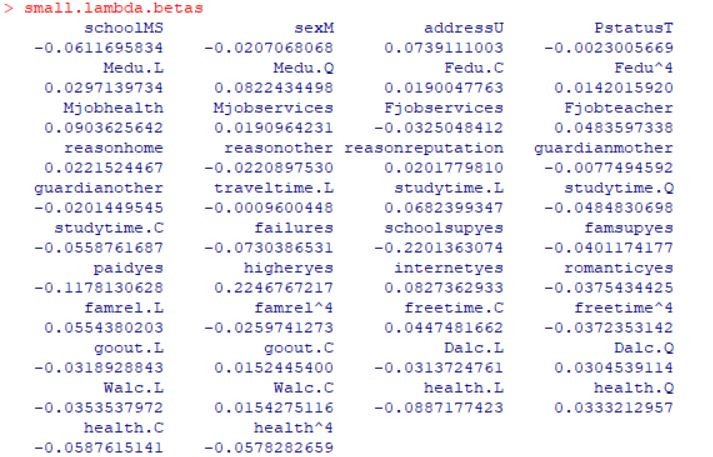 > small.lambda.betas
schoolMS sexM addressU PstatusT
-0.0611695834 -0.0207068068 0.0739111003 -0.0023005669
Medu.L Medu.Q Fedu.C Fedu^4
0.0297139734 0.0822434498 0.0190047763 0.0142015920
Mjobhealth Mjobservices Fjobservices Fjobteacher
0.0903625642 0.0190964231 -0.0325048412 0.0483597338
reasonhome reasonother reasonreputation guardianmother
0.0221524467 -0.0220897530 0.0201779810 -0.0077494592
guardianother traveltime.L studytime.L studytime.Q
-0.0201449545 -0.0009600448 0.0682399347 -0.0484830698
studytime.C failures schoolsupyes famsupyes
-0.0558761687 -0.0730386531 -0.2201363074 -0.0401174177
paidyes higheryes internetyes romanticyes
-0.1178130628 0.2246767217 0.0827362933 -0.0375434425
famrel.L famrel^4 freetime.C freetime^4
0.0554380203 -0.0259741273 0.0447481662 -0.0372353142
goout.L goout.C Dalc.L Dalc.Q
-0.0318928843 0.0152445400 -0.0313724761 0.0304539114
Walc.L Walc.C health.L health.Q
-0.0353537972 0.0154275116 -0.0887177423 0.0333212957
health.C health^4
-0.0587615141 -0.0578282659